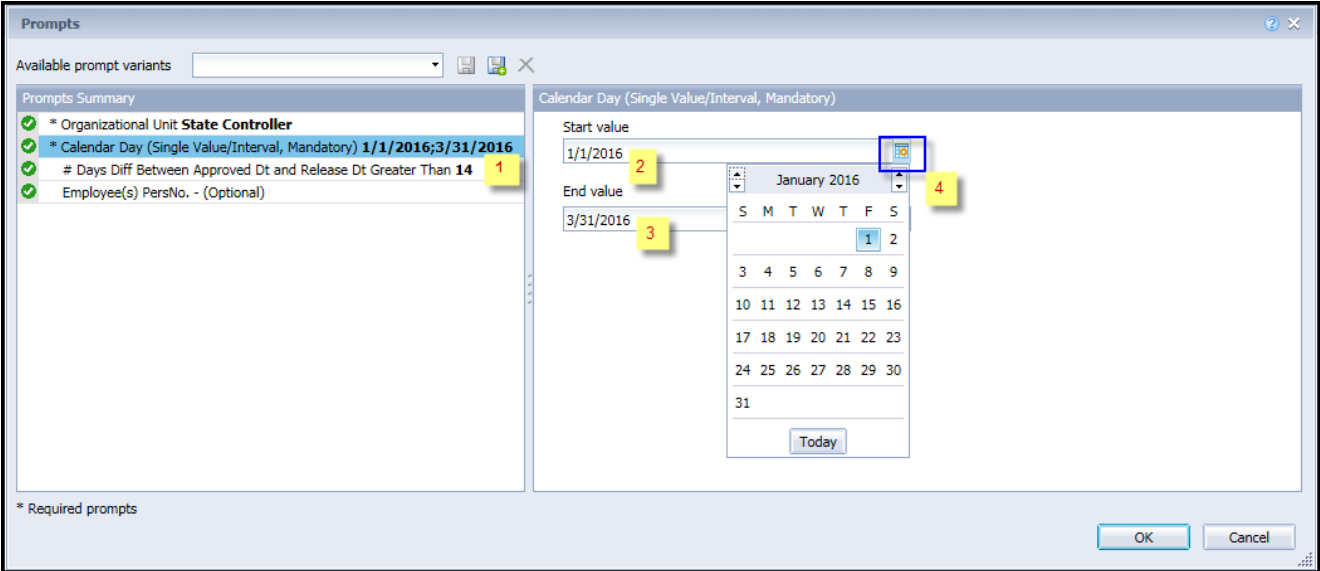 Prompts
Available prompt variants
Prompts Summary
* Organizational Unit State Controller
* Calendar Day (Single Value/Interval, Mandatory) 1/1/2016;3/31/2016
# Days Diff Between Approved Dt and Release Dt Greater Than 14
1
Employee(s) PersNo. - (Optional)
Calendar Day (Single Value/Interval, Mandatory)
Start value
1/1/2016
2
4
End value
3/31/2016
3
January 2016
S M T W T F S
1 2
3 4 5 6 7 8 9
10 11 12 13 14 15 16
17 18 19 20 21 22 23
24 25 26 27 28 29 30
31
Today
* Required prompts
OK Cancel